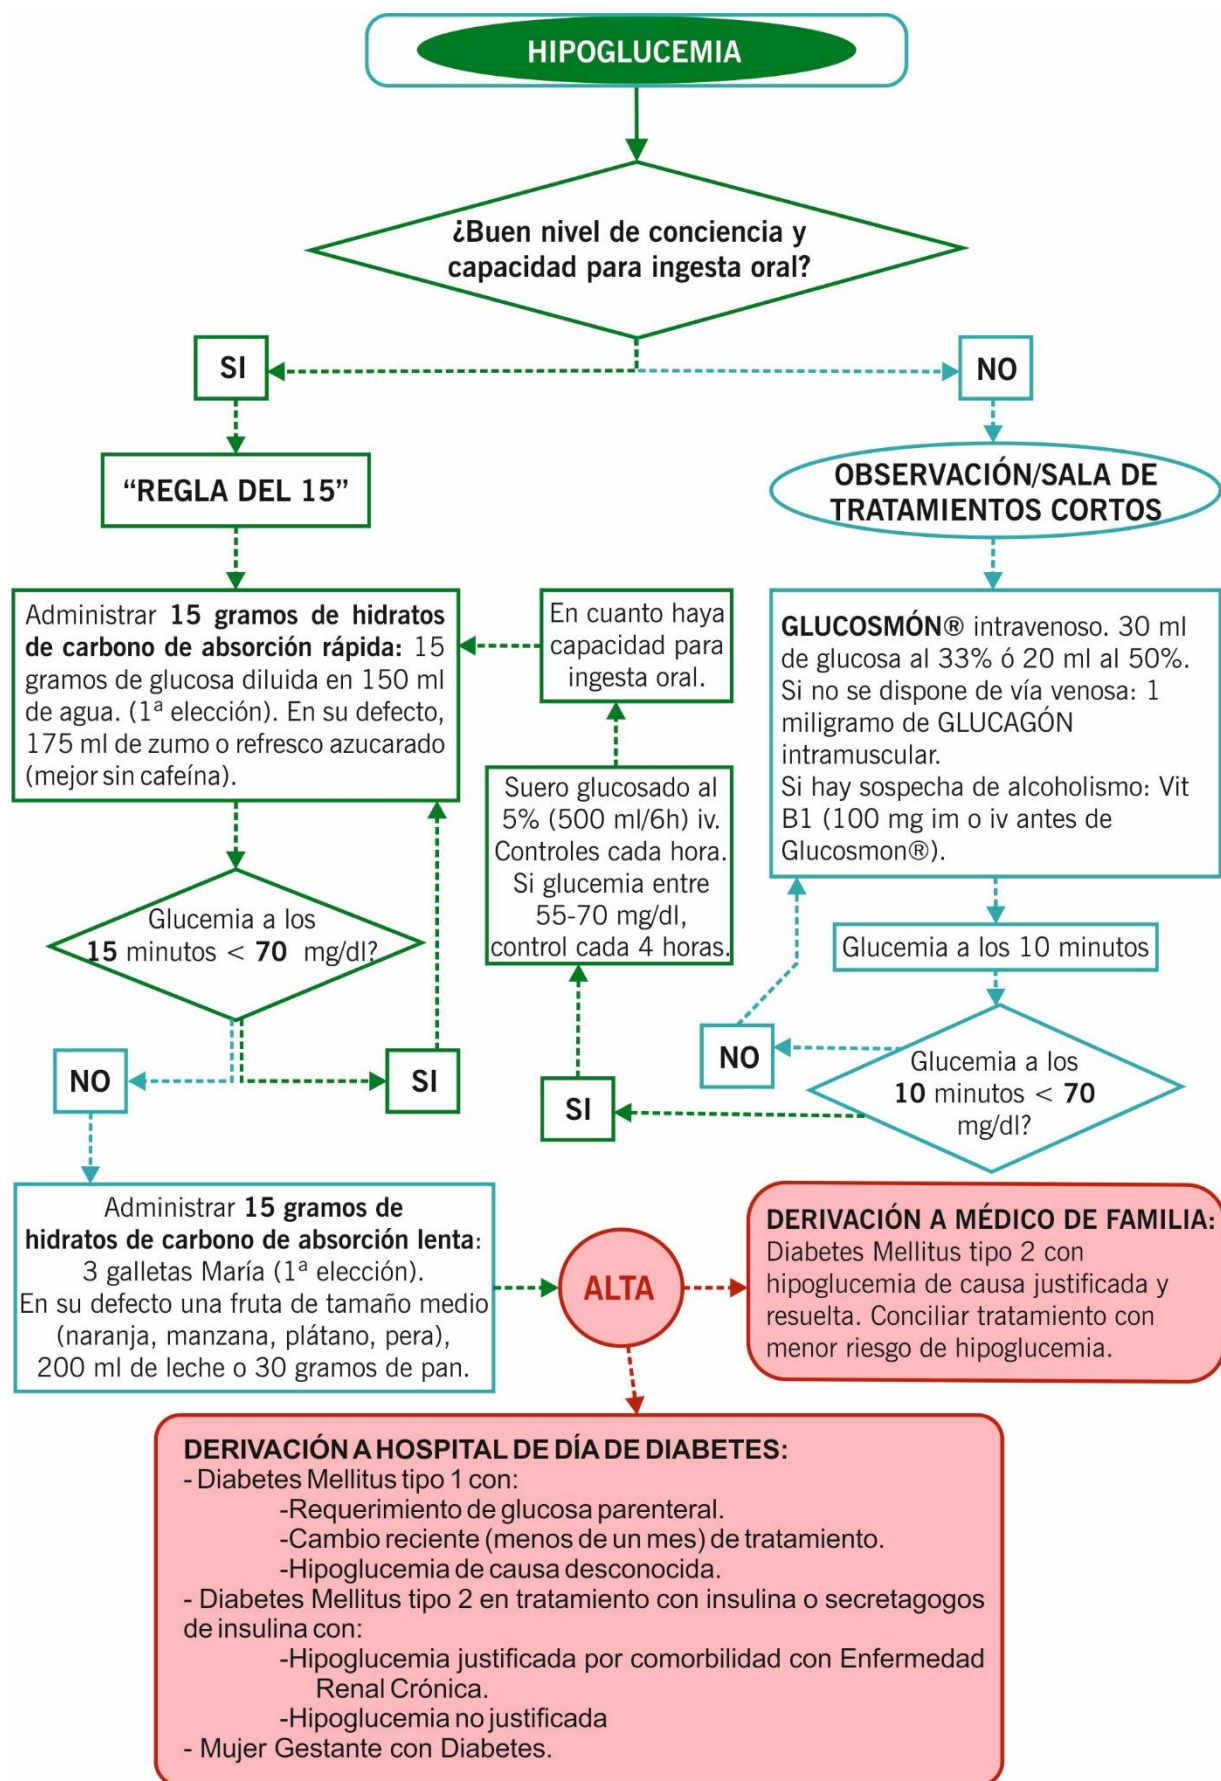 HIPOGLUCEMIA
¿Buen nivel de conciencia y
capacidad para ingesta oral?
SI
NO
“REGLA DEL 15”
OBSERVACIÓN/SALA DE
TRATAMIENTOS CORTOS
Administrar 15 gramos de hidratos
de carbono de absorción rápida: 15
gramos de glucosa diluida en 150 ml
de agua. (1ª elección). En su defecto,
175 ml de zumo o refresco azucarado
(mejor sin cafeína).
En cuanto haya
capacidad para
ingesta oral.
GLUCOSMÓN® intravenoso. 30 ml
de glucosa al 33% ó 20 ml al 50%.
Si no se dispone de vía venosa: 1
miligramo de GLUCAGÓN
intramuscular.
Si hay sospecha de alcoholismo: Vit
B1 (100 mg im o iv antes de
Glucosmon®).
Suero glucosado al
5% (500 ml/6h) iv.
Controles cada hora.
Si glucemia entre
55-70 mg/dl,
control cada 4 horas.
Glucemia a los
15 minutos < 70 mg/dl?
Glucemia a los 10 minutos
NO
SI
NO
SI
Glucemia a los
10 minutos < 70
mg/dl?
Administrar 15 gramos de
hidratos de carbono de absorción lenta:
3 galletas María (1ª elección).
En su defecto una fruta de tamaño medio
(naranja, manzana, plátano, pera),
200 ml de leche o 30 gramos de pan.
ALTA
DERIVACIÓN A MÉDICO DE FAMILIA:
Diabetes Mellitus tipo 2 con
hipoglucemia de causa justificada y
resuelta. Conciliar tratamiento con
menor riesgo de hipoglucemia.
DERIVACIÓN A HOSPITAL DE DÍA DE DIABETES:
- Diabetes Mellitus tipo 1 con:
-Requerimiento de glucosa parenteral.
-Cambio reciente (menos de un mes) de tratamiento.
-Hipoglucemia de causa desconocida.
- Diabetes Mellitus tipo 2 en tratamiento con insulina o secretagogos
de insulina con:
-Hipoglucemia justificada por comorbilidad con Enfermedad
Renal Crónica.
-Hipoglucemia no justificada
- Mujer Gestante con Diabetes.